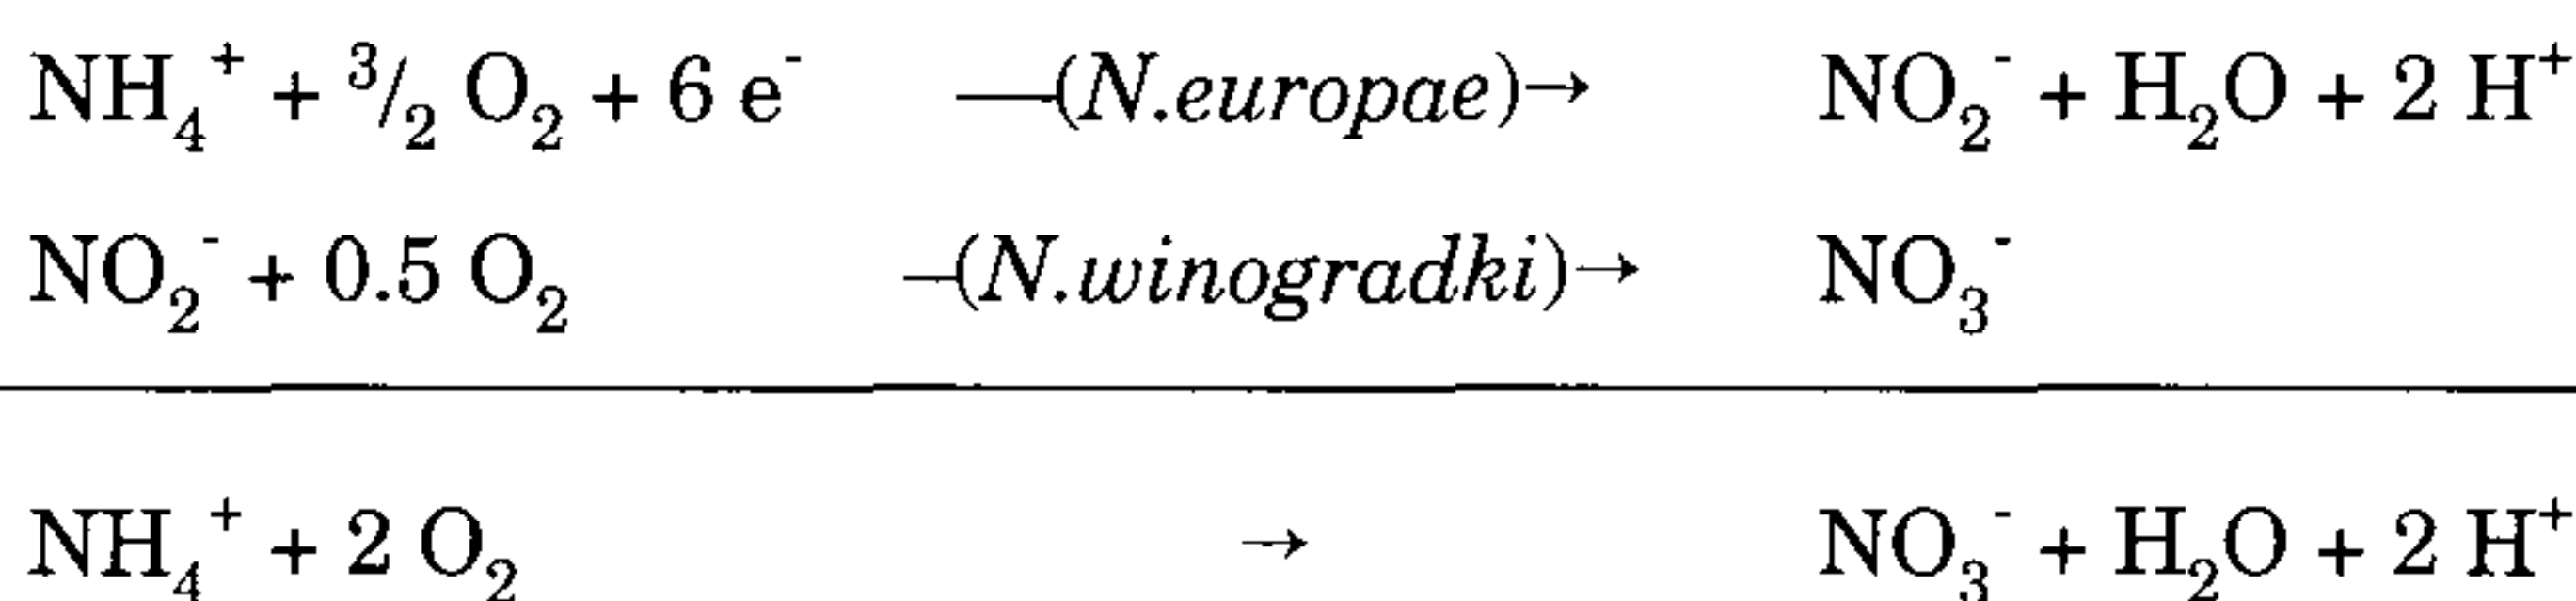 NH₄⁺ + ³/₂ O₂ + 6 e⁻ —(N.europae)→ NO₂⁻ + H₂O + 2 H⁺
NO₂⁻ + 0.5 O₂ –(N.winogradki)→ NO₃⁻
NH₄⁺ + 2 O₂ → NO₃⁻ + H₂O + 2 H⁺